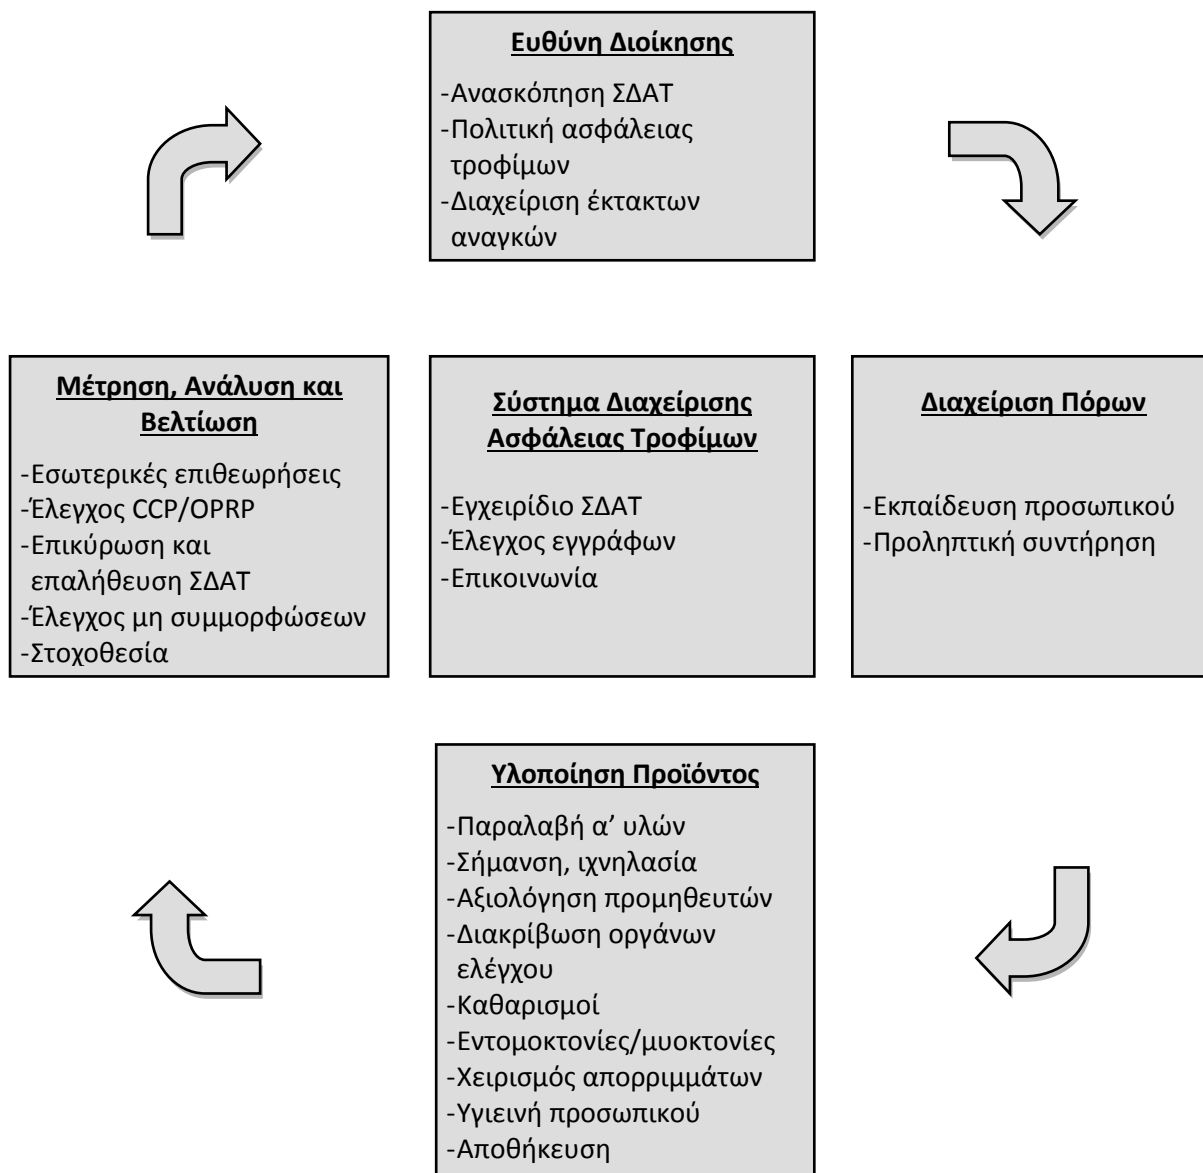 Ευθύνη Διοίκησης
-Ανασκόπηση ΣΔΑΤ
-Πολιτική ασφάλειας
τροφίμων
-Διαχείριση έκτακτων
αναγκών
Μέτρηση, Ανάλυση και
Βελτίωση
-Εσωτερικές επιθεωρήσεις
-Έλεγχος CCP/OPRP
-Επικύρωση και
επαλήθευση ΣΔΑΤ
-Έλεγχος μη συμμορφώσεων
-Στοχοθεσία
Σύστημα Διαχείρισης
Ασφάλειας Τροφίμων
-Εγχειρίδιο ΣΔΑΤ
-Έλεγχος εγγράφων
-Επικοινωνία
Διαχείριση Πόρων
-Εκπαίδευση προσωπικού
-Προληπτική συντήρηση
Υλοποίηση Προϊόντος
-Παραλαβή α’ υλών
-Σήμανση, ιχνηλασία
-Αξιολόγηση προμηθευτών
-Διακρίβωση οργάνων
ελέγχου
-Καθαρισμοί
-Εντομοκτονίες/μυοκτονίες
-Χειρισμός απορριμμάτων
-Υγιεινή προσωπικού
-Αποθήκευση